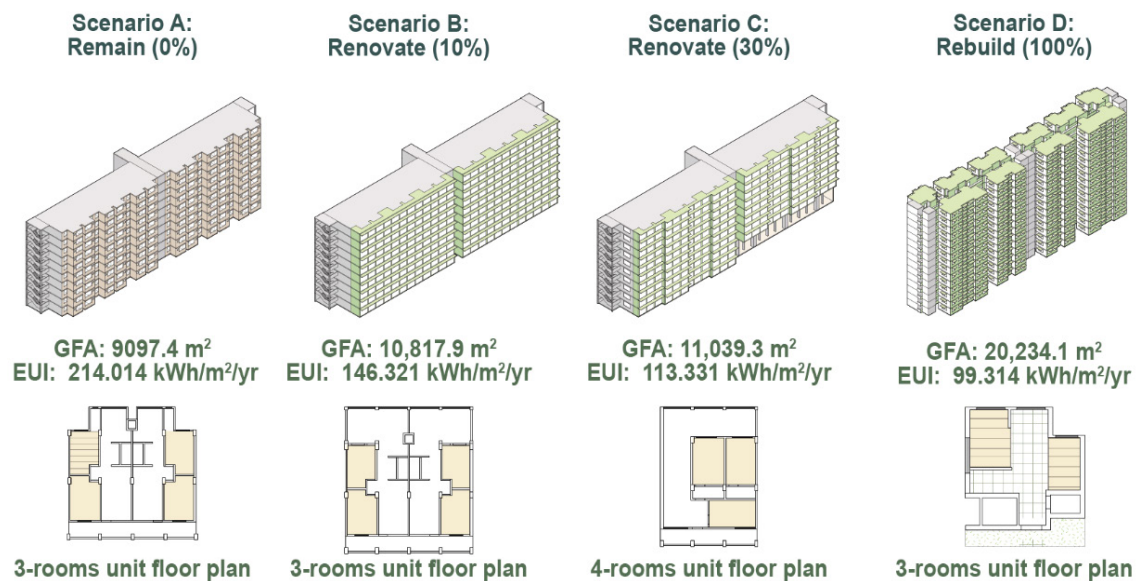 Scenario A:
Remain (0%)
Scenario B:
Renovate (10%)
Scenario C:
Renovate (30%)
Scenario D:
Rebuild (100%)
GFA: 9097.4 m²
EUI: 214.014 kWh/m²/yr
GFA: 10,817.9 m²
EUI: 146.321 kWh/m²/yr
GFA: 11,039.3 m²
EUI: 113.331 kWh/m²/yr
GFA: 20,234.1 m²
EUI: 99.314 kWh/m²/yr
3-rooms unit floor plan
3-rooms unit floor plan
4-rooms unit floor plan
3-rooms unit floor plan